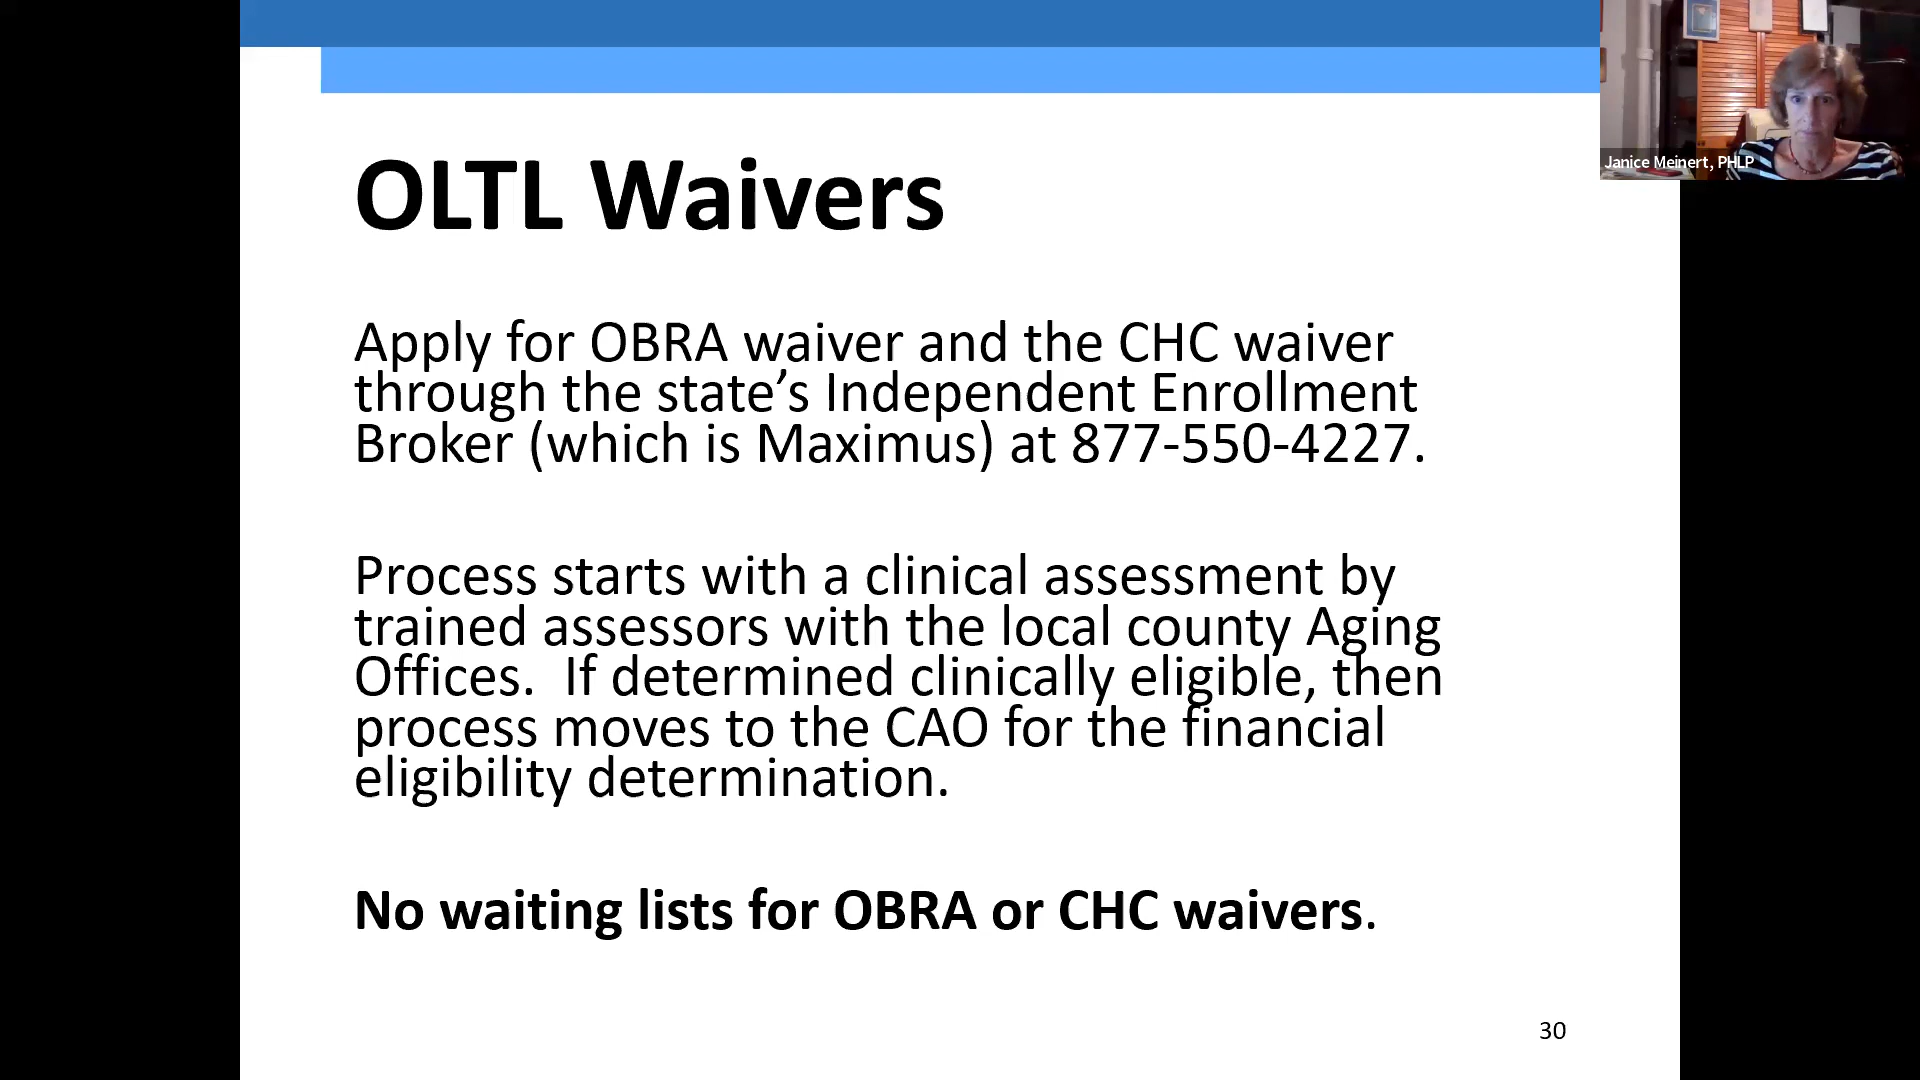 Janice Meinert, PHLP
OLTL Waivers
Apply for OBRA waiver and the CHC waiver
through the state’s Independent Enrollment
Broker (which is Maximus) at 877-550-4227.
Process starts with a clinical assessment by
trained assessors with the local county Aging
Offices.  If determined clinically eligible, then
process moves to the CAO for the financial
eligibility determination.
No waiting lists for OBRA or CHC waivers.
30